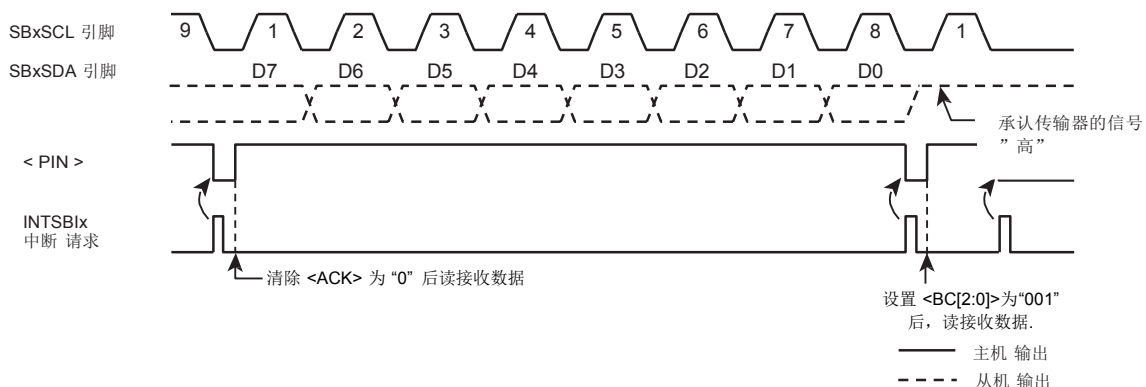 SBxSCL 引脚
9 1 2 3 4 5 6 7 8 1
SBxSDA 引脚
D7 D6 D5 D4 D3 D2 D1 D0
承认传输器的信号
”高”
< PIN >
INTSBIx
中断 请求
清除 <ACK> 为 “0” 后读接收数据
设置 <BC[2:0]>为“001”
后，读接收数据.
主机 输出
从机 输出